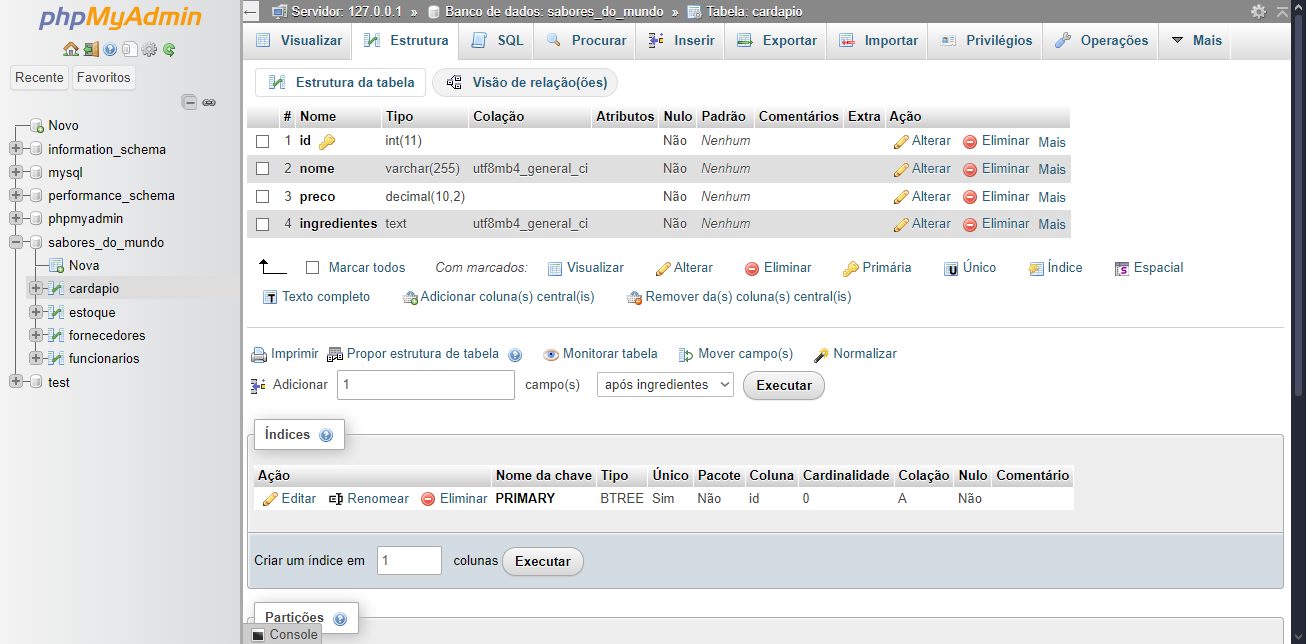 phpMyAdmin
Recente Favoritos
Novo
information_schema
mysql
performance_schema
phpmyadmin
sabores_do_mundo
Nova
cardapio
estoque
fornecedores
funcionarios
test
Servidor: 127.0.0.1 » Banco de dados: sabores_do_mundo » Tabela: cardapio
Visualizar Estrutura SQL Procurar Inserir Exportar Importar Privilégios Operações Mais
Estrutura da tabela Visão de relação(ões)
# Nome Tipo Colação Atributos Nulo Padrão Comentários Extra Ação
1 id int(11) Não Nenhum Alterar Eliminar Mais
2 nome varchar(255) utf8mb4_general_ci Não Nenhum Alterar Eliminar Mais
3 preco decimal(10,2) Não Nenhum Alterar Eliminar Mais
4 ingredientes text utf8mb4_general_ci Não Nenhum Alterar Eliminar Mais
Marcar todos Com marcados: Visualizar Alterar Eliminar Primária Único Índice Espacial
Texto completo Adicionar coluna(s) central(is) Remover da(s) coluna(s) central(is)
Imprimir Propor estrutura de tabela Monitorar tabela Mover campo(s) Normalizar
Adicionar 1 campo(s) após ingredientes Executar
Índices
Ação Nome da chave Tipo Único Pacote Coluna Cardinalidade Colação Nulo Comentário
Editar Renomear Eliminar PRIMARY BTREE Sim Não id 0 A Não
Criar um índice em 1 colunas Executar
Partições
Console